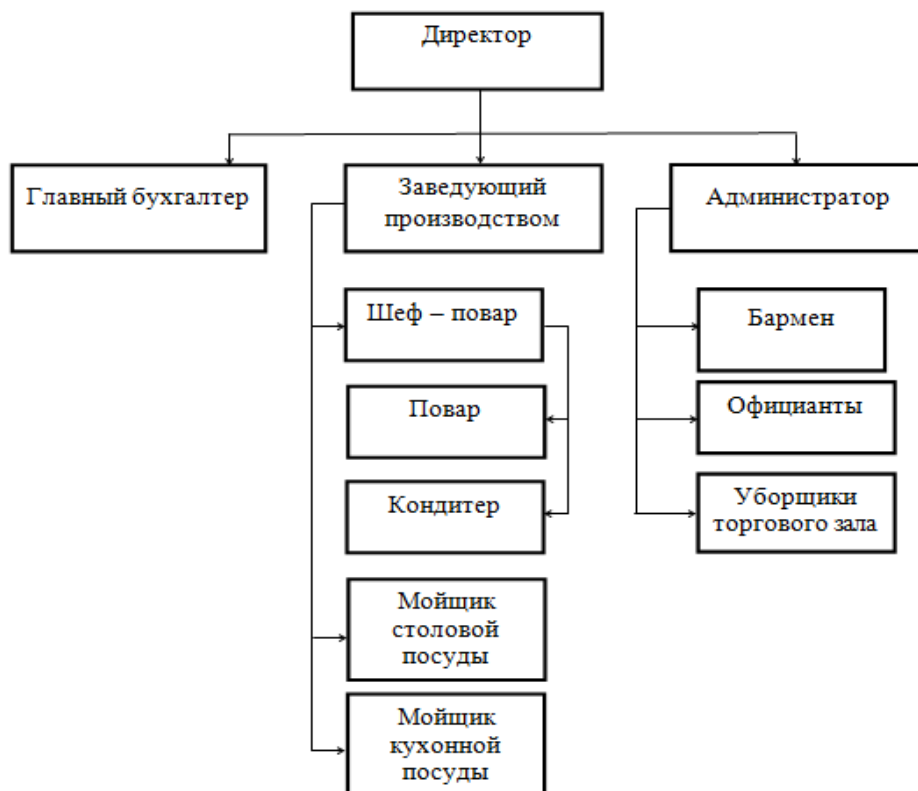 Директор
Главный бухгалтер
Заведующий
производством
Администратор
Шеф – повар
Бармен
Повар
Официанты
Кондитер
Уборщики
торгового зала
Мойщик
столовой
посуды
Мойщик
кухонной
посуды